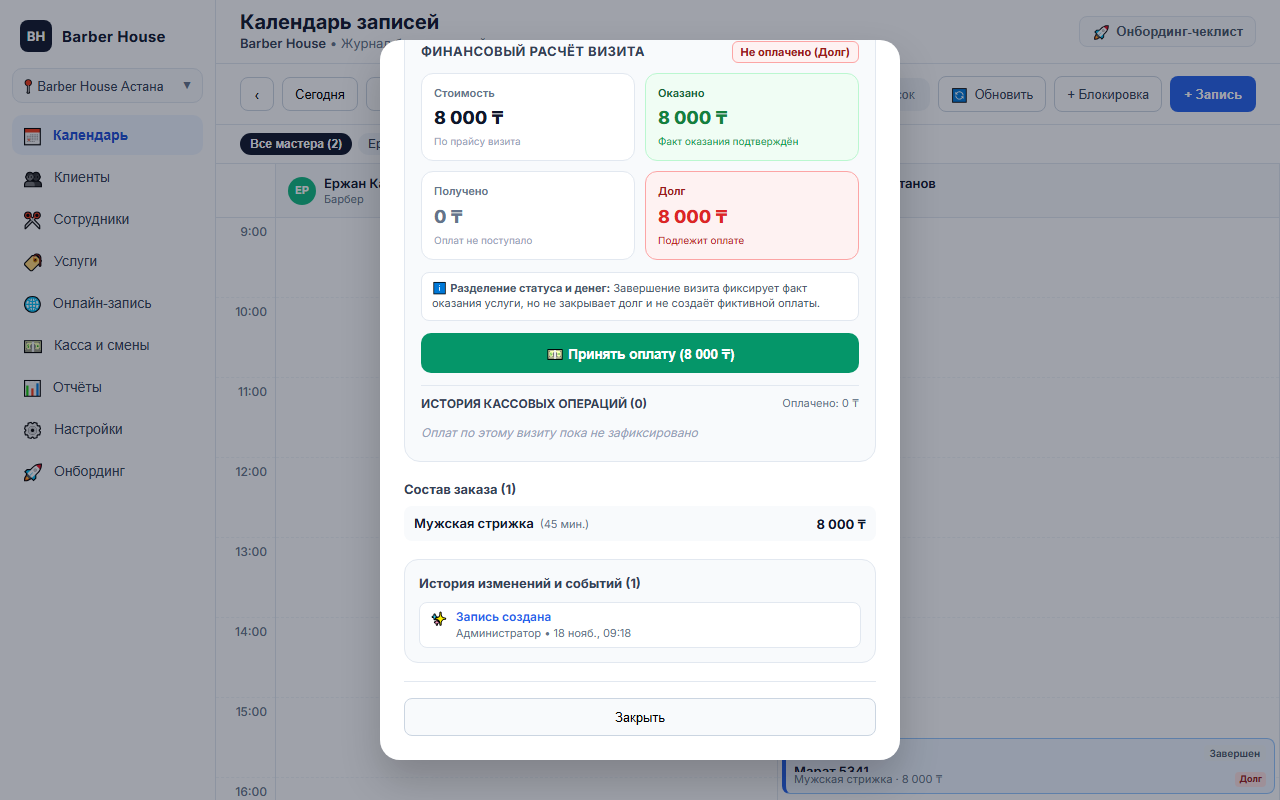 BH Barber House
Barber House Астана ▼
Календарь
Клиенты
Сотрудники
Услуги
Онлайн-запись
Касса и смены
Отчёты
Настройки
Онбординг
Календарь записей
Barber House • Журнал
Онбординг-чеклист
‹
Сегодня
Обновить
+ Блокировка
+ Запись
Все мастера (2)
ЕР
Ержан
Барбер
9:00
10:00
11:00
12:00
13:00
14:00
15:00
16:00
ФИНАНСОВЫЙ РАСЧЁТ ВИЗИТА
Не оплачено (Долг)
Стоимость
8 000 ₸
По прайсу визита
Оказано
8 000 ₸
Факт оказания подтверждён
Получено
0 ₸
Оплат не поступало
Долг
8 000 ₸
Подлежит оплате
Разделение статуса и денег: Завершение визита фиксирует факт
оказания услуги, но не закрывает долг и не создаёт фиктивной оплаты.
Принять оплату (8 000 ₸)
ИСТОРИЯ КАССОВЫХ ОПЕРАЦИЙ (0)
Оплачено: 0 ₸
Оплат по этому визиту пока не зафиксировано
Состав заказа (1)
Мужская стрижка (45 мин.)
8 000 ₸
История изменений и событий (1)
Запись создана
Администратор • 18 нояб., 09:18
Закрыть
Завершен
Марат 5341
Мужская стрижка · 8 000 ₸
Долг